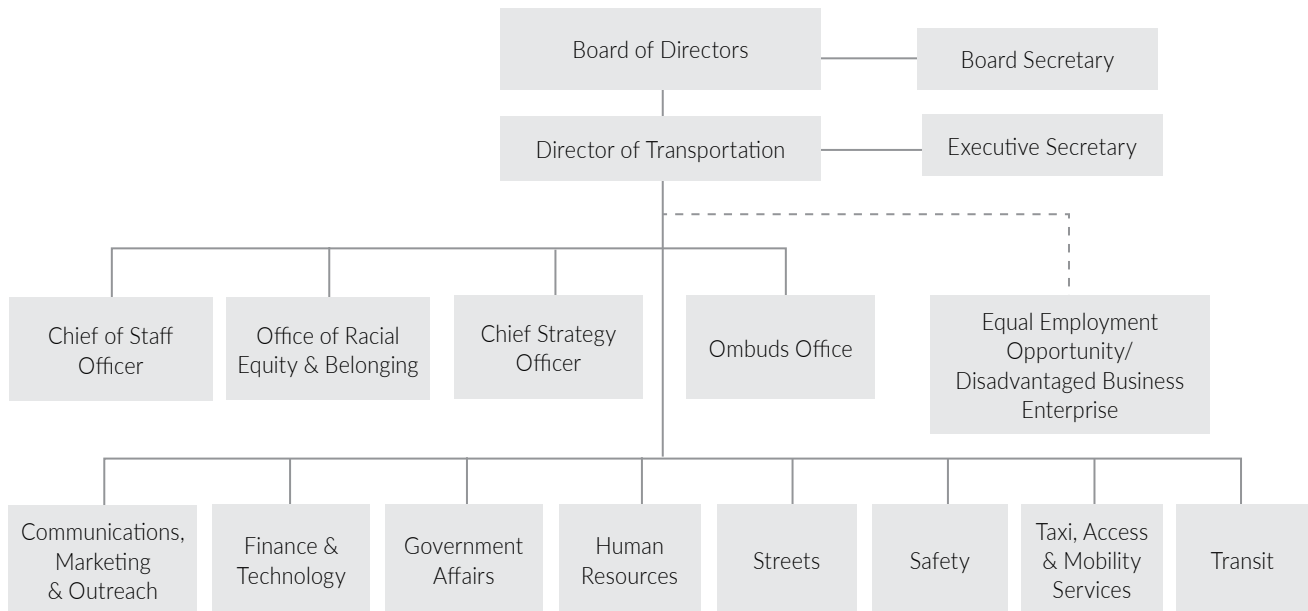 Board of Directors
Board Secretary
Director of Transportation
Executive Secretary
Chief of Staff
Officer
Office of Racial
Equity & Belonging
Chief Strategy
Officer
Ombuds Office
Equal Employment
Opportunity/
Disadvantaged Business
Enterprise
Communications,
Marketing
& Outreach
Finance &
Technology
Government
Affairs
Human
Resources
Streets
Safety
Taxi, Access
& Mobility
Services
Transit